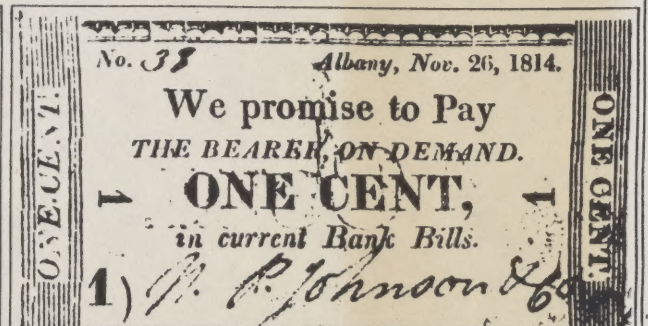 No. 38 Albany, Nov. 26, 1814.
We promise to Pay
THE BEARER, ON DEMAND.
1 ONE CENT, 1
in current Bank Bills.
1) P. Johnson & Co
ONE CENT.
ONE CENT.